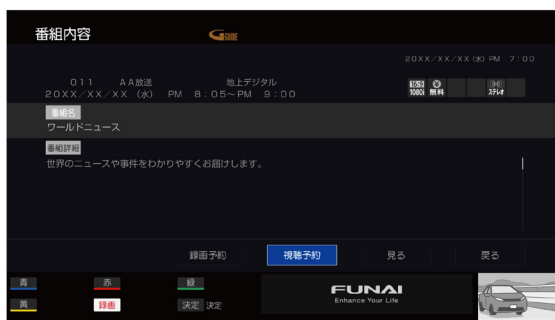 番組内容
G GUIDE
20XX/XX/XX (水) PM 7:00
011 AA放送 地上デジタル
20XX/XX/XX (水) PM 8:05~PM 9:00
16:9 1080i ¥ 無料 ステレオ
番組名
ワールドニュース
番組詳細
世界のニュースや事件をわかりやすくお届けします。
録画予約 視聴予約 見る 戻る
青 赤 緑
黄 録画 決定 決定
FUNAI
Enhance Your Life